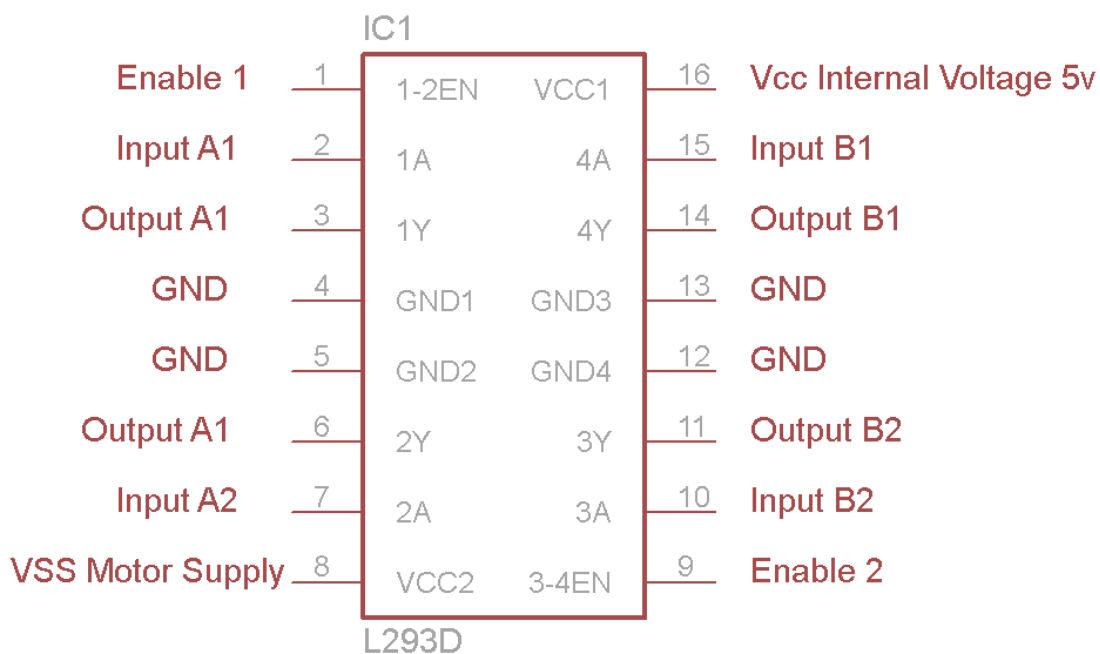 IC1
Enable 1 1 1-2EN VCC1 16 Vcc Internal Voltage 5v
Input A1 2 1A 4A 15 Input B1
Output A1 3 1Y 4Y 14 Output B1
GND 4 GND1 GND3 13 GND
GND 5 GND2 GND4 12 GND
Output A1 6 2Y 3Y 11 Output B2
Input A2 7 2A 3A 10 Input B2
VSS Motor Supply 8 VCC2 3-4EN 9 Enable 2
L293D